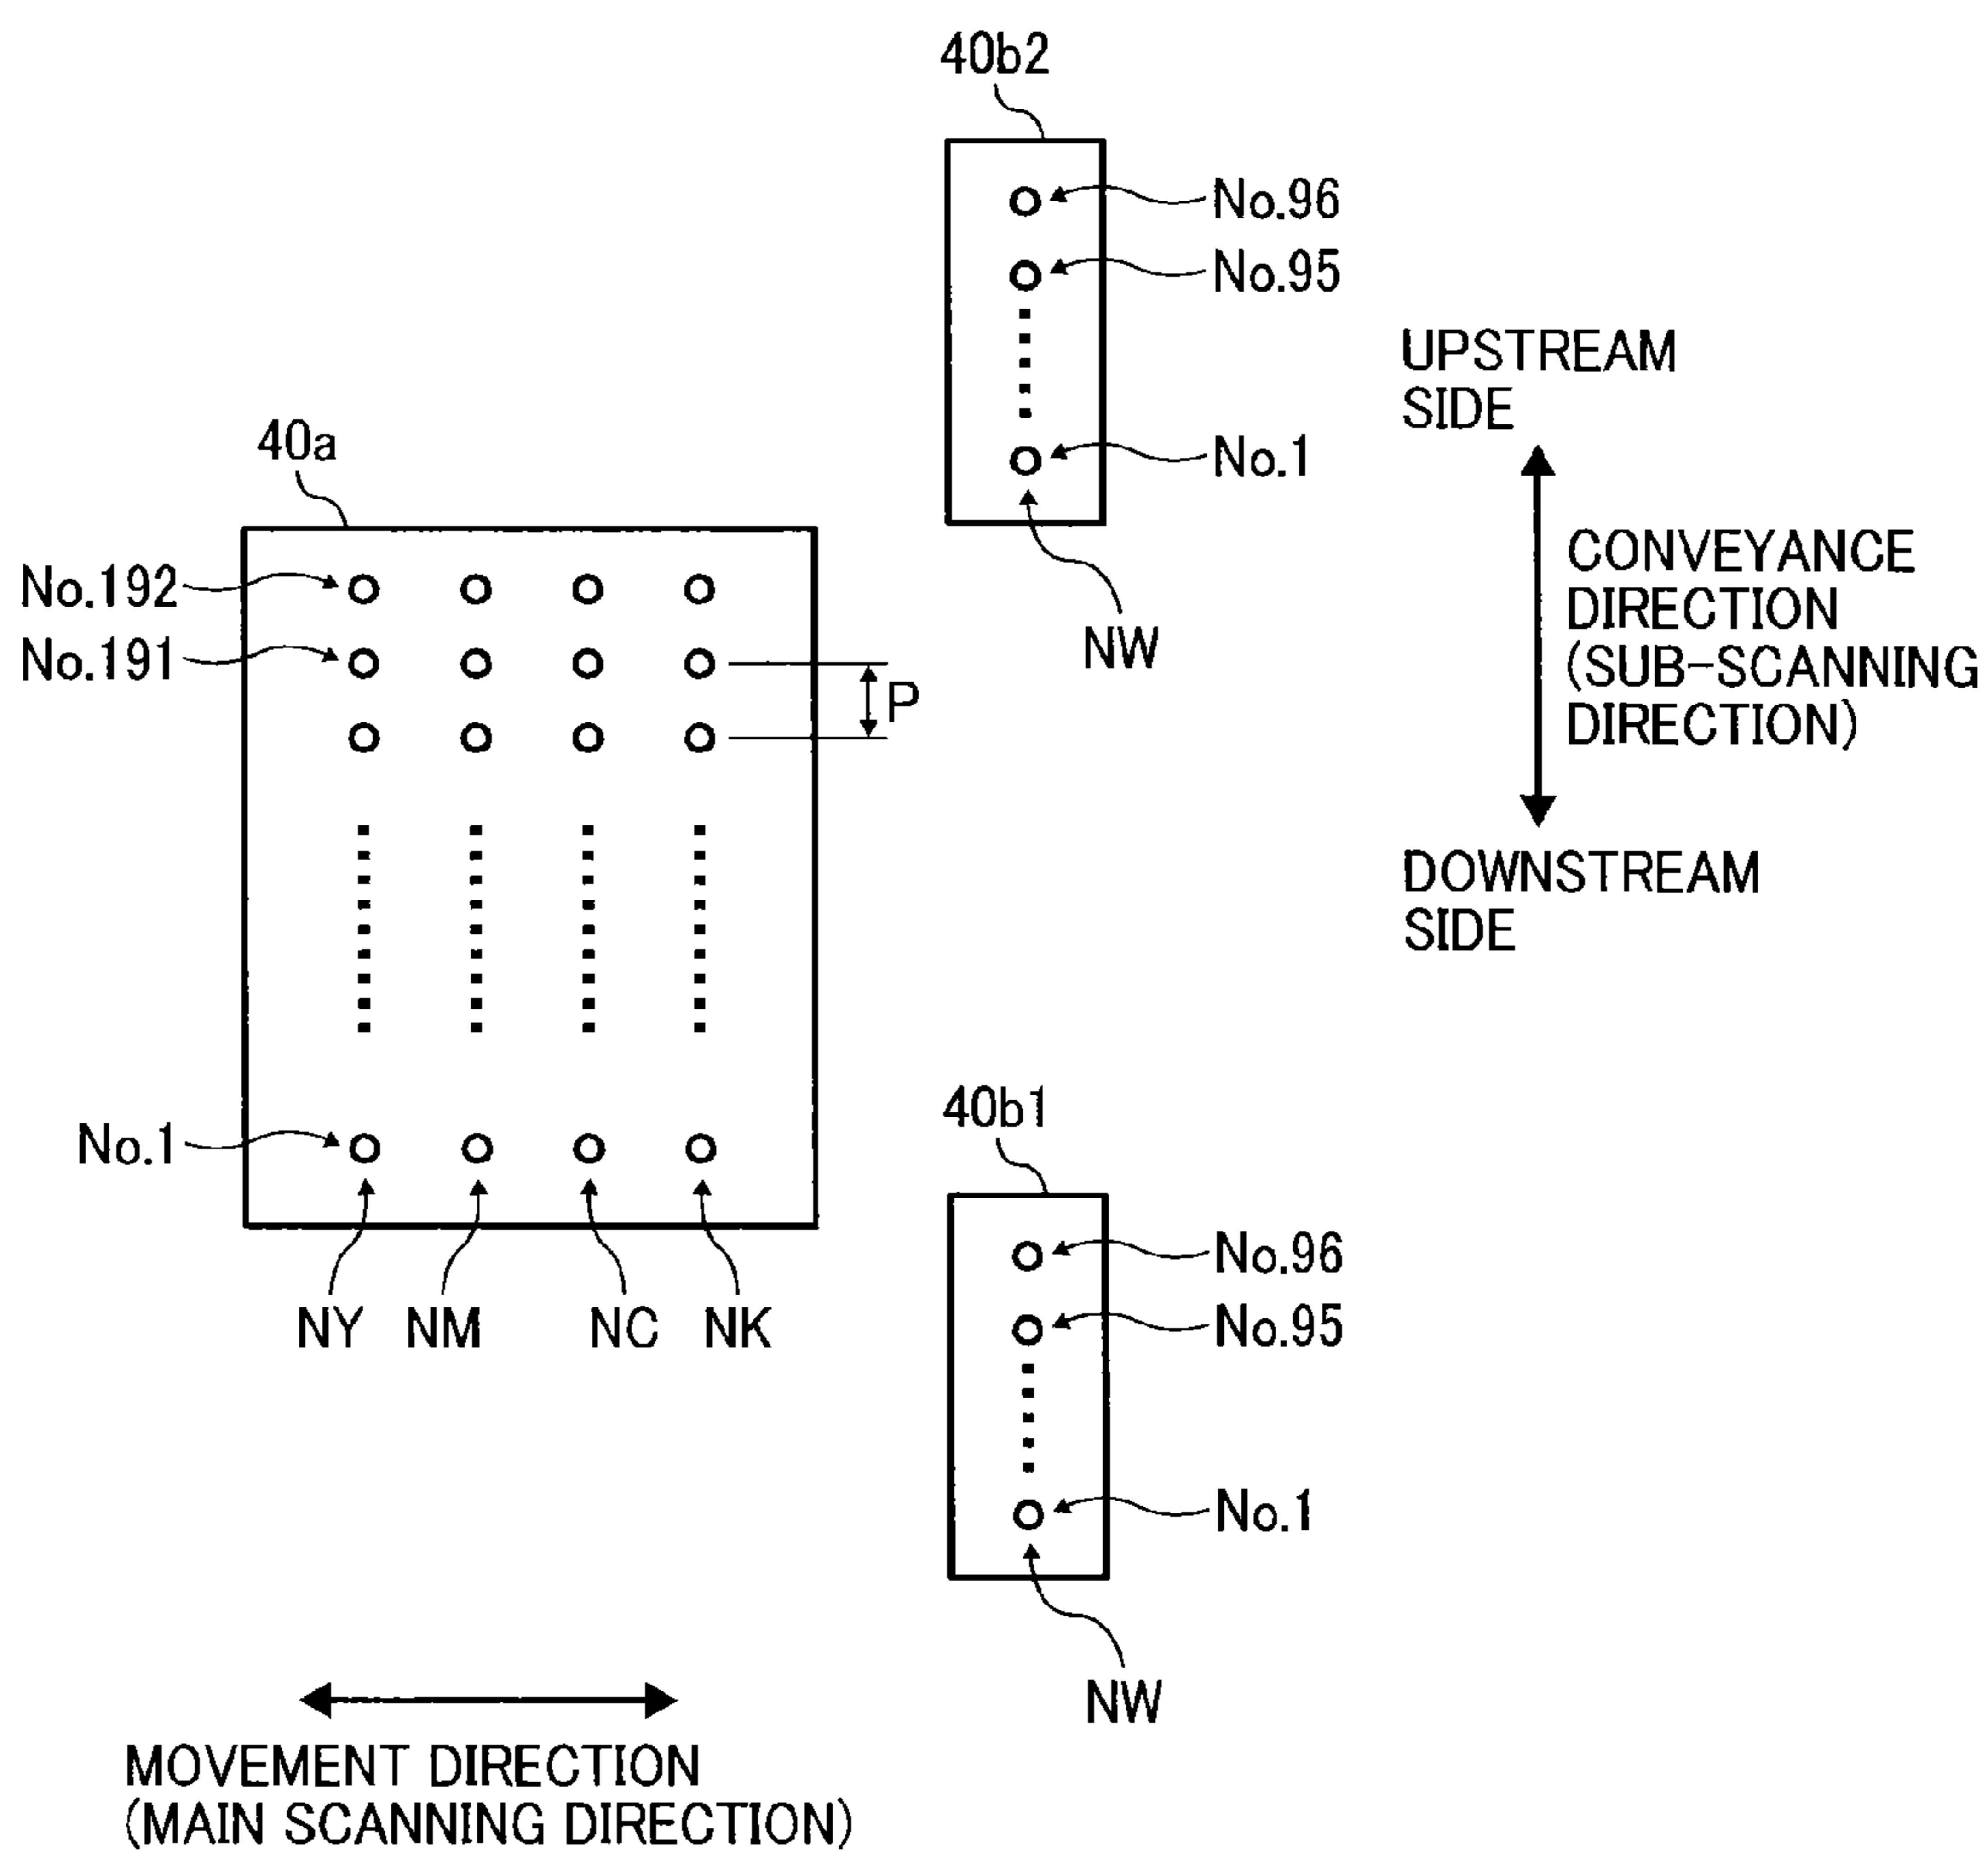 40b2
No.96
No.95
No.1
NW
UPSTREAM
SIDE
CONVEYANCE
DIRECTION
(SUB-SCANNING
DIRECTION)
DOWNSTREAM
SIDE
40a
No.192
No.191
P
No.1
NY NM NC NK
40b1
No.96
No.95
No.1
NW
MOVEMENT DIRECTION
(MAIN SCANNING DIRECTION)